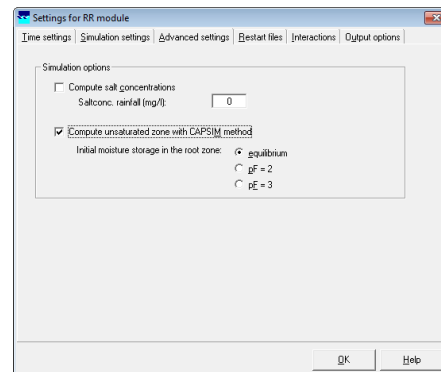 Settings for RR module
Time settings Simulation settings Advanced settings Restart files Interactions Output options
Simulation options
Compute salt concentrations
Saltconc. rainfall (mg/l): 0
Compute unsaturated zone with CAPSIM method
Initial moisture storage in the root zone: equilibrium
pF = 2
pF = 3
OK Help